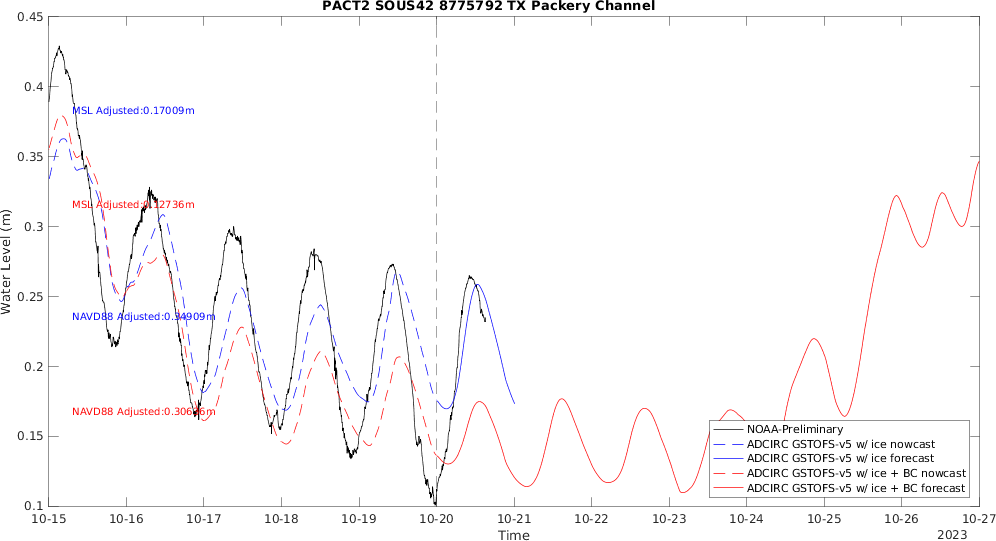 PACT2 SOUS42 8775792 TX Packery Channel
0.45
0.4
0.35
0.3
0.25
0.2
0.15
0.1
Water Level (m)
MSL Adjusted:0.17009m
MSL Adjusted:0.12736m
NAVD88 Adjusted:0.34909m
NAVD88 Adjusted:
NOAA-Preliminary
ADCIRC GSTOFS-v5 w/ ice nowcast
ADCIRC GSTOFS-v5 w/ ice forecast
ADCIRC GSTOFS-v5 w/ ice + BC nowcast
ADCIRC GSTOFS-v5 w/ ice + BC forecast
10-15 10-16 10-17 10-18 10-19 10-20 10-21 10-22 10-23 10-24 10-25 10-26 10-27
Time
2023